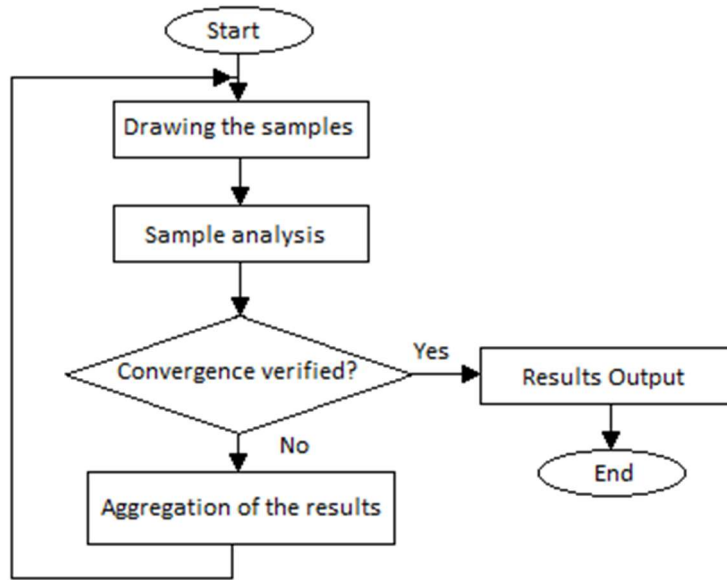 Start
Drawing the samples
Sample analysis
Convergence verified?
Yes
Results Output
No
End
Aggregation of the results